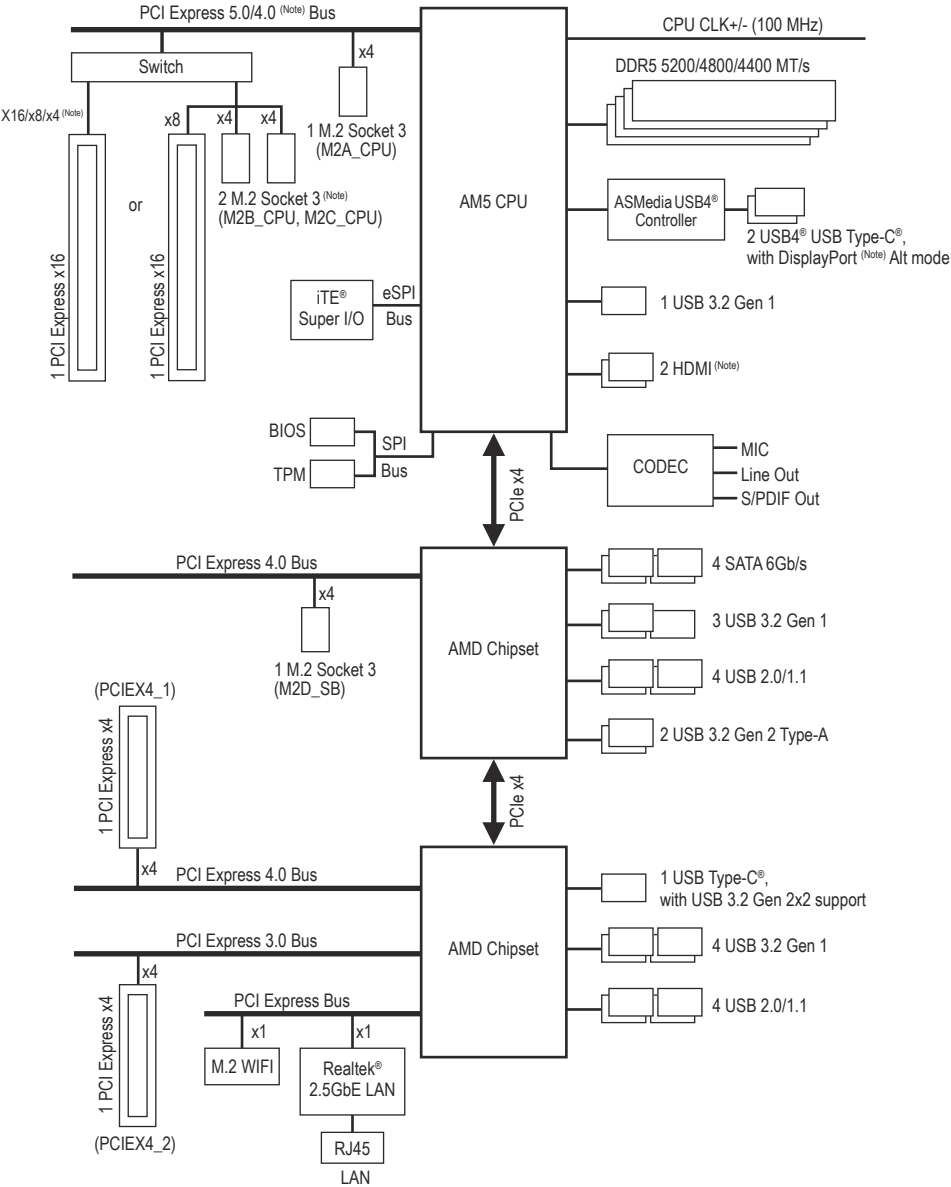 PCI Express 5.0/4.0 (Note) Bus
CPU CLK+/- (100 MHz)
x4
Switch
DDR5 5200/4800/4400 MT/s
X16/x8/x4 (Note)
x8
x4
x4
1 M.2 Socket 3
(M2A_CPU)
AM5 CPU
1 PCI Express x16
or
1 PCI Express x16
2 M.2 Socket 3 (Note)
(M2B_CPU, M2C_CPU)
ASMedia USB4®
Controller
2 USB4® USB Type-C®,
with DisplayPort (Note) Alt mode
iTE®
Super I/O
eSPI
Bus
1 USB 3.2 Gen 1
2 HDMI (Note)
BIOS
TPM
SPI
Bus
CODEC
MIC
Line Out
S/PDIF Out
PCIe x4
PCI Express 4.0 Bus
x4
1 M.2 Socket 3
(M2D_SB)
AMD Chipset
4 SATA 6Gb/s
3 USB 3.2 Gen 1
4 USB 2.0/1.1
2 USB 3.2 Gen 2 Type-A
(PCIEX4_1)
1 PCI Express x4
x4
PCIe x4
PCI Express 4.0 Bus
AMD Chipset
1 USB Type-C®,
with USB 3.2 Gen 2x2 support
4 USB 3.2 Gen 1
4 USB 2.0/1.1
PCI Express 3.0 Bus
x4
1 PCI Express x4
(PCIEX4_2)
PCI Express Bus
x1
x1
M.2 WIFI
Realtek®
2.5GbE LAN
RJ45
LAN